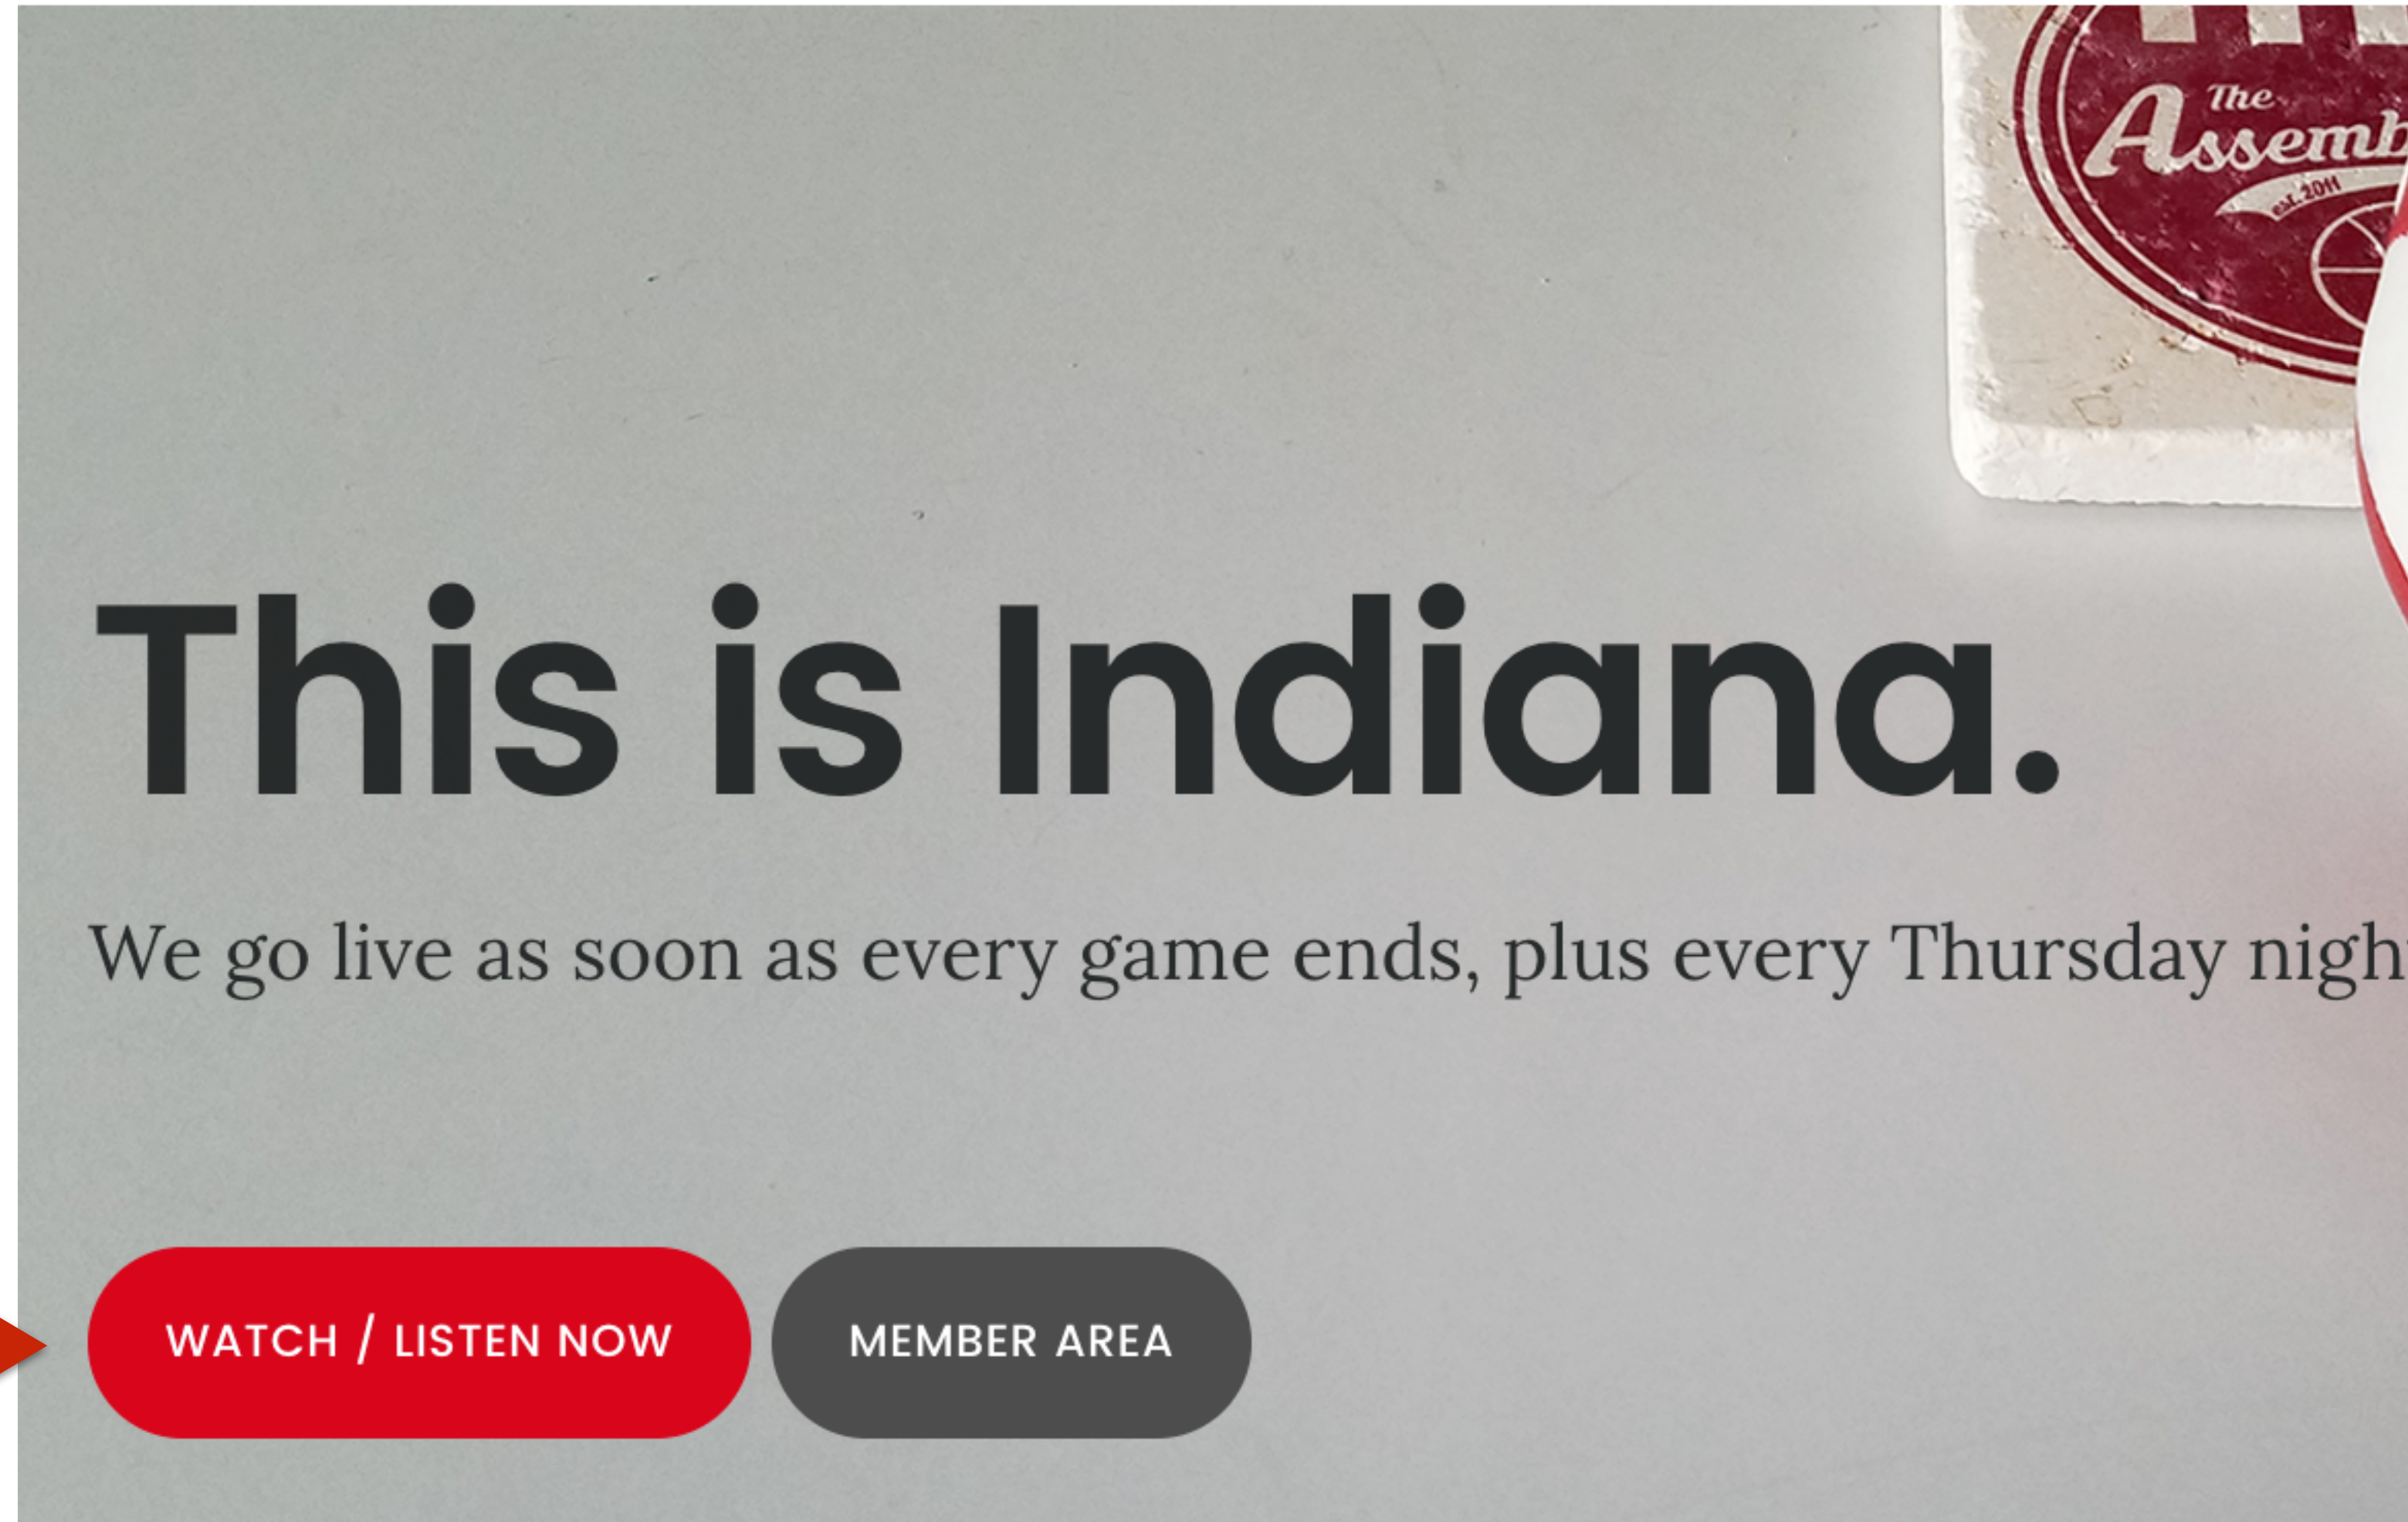 The
Assemb
est. 2011
This is Indiana.
We go live as soon as every game ends, plus every Thursday nigh
WATCH / LISTEN NOW
MEMBER AREA